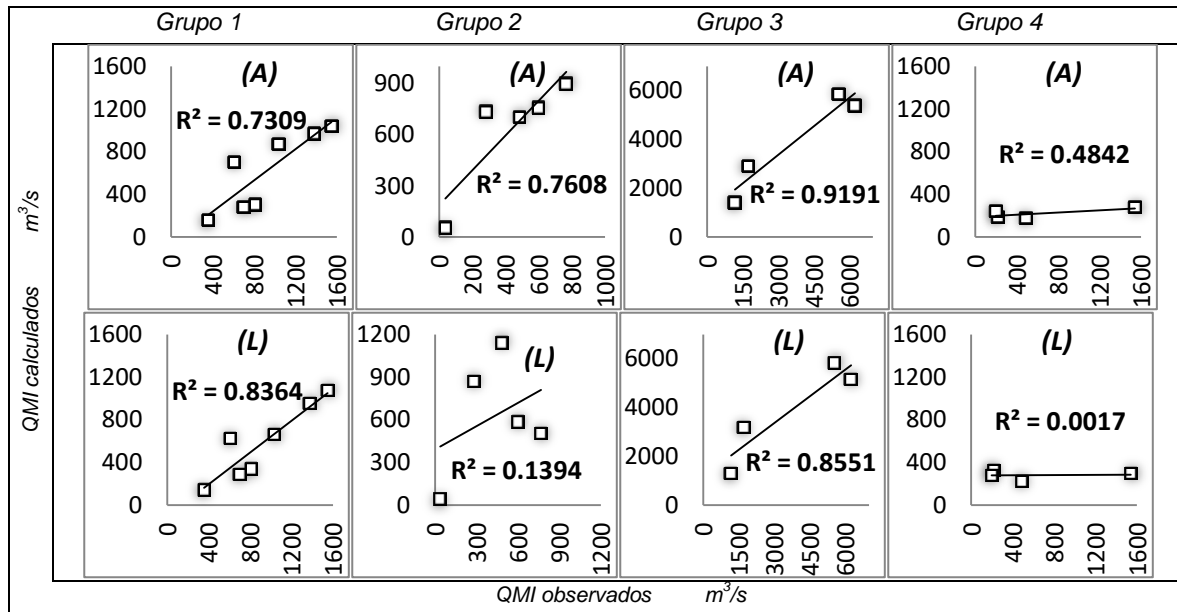 Grupo 1 Grupo 2 Grupo 3 Grupo 4
QMI calculados m³/s
(A)
R² = 0.7309
1600
1200
800
400
0
0 400 800 1200 1600
(A)
R² = 0.7608
900
600
300
0
0 200 400 600 800 1000
(A)
R² = 0.9191
6000
4000
2000
0
0 1500 3000 4500 6000
(A)
R² = 0.4842
1600
1200
800
400
0
0 400 800 1200 1600
(L)
R² = 0.8364
1600
1200
800
400
0
0 400 800 1200 1600
(L)
R² = 0.1394
1200
900
600
300
0
0 300 600 900 1200
(L)
R² = 0.8551
6000
4000
2000
0
0 1500 3000 4500 6000
(L)
R² = 0.0017
1600
1200
800
400
0
0 400 800 1200 1600
QMI observados m³/s